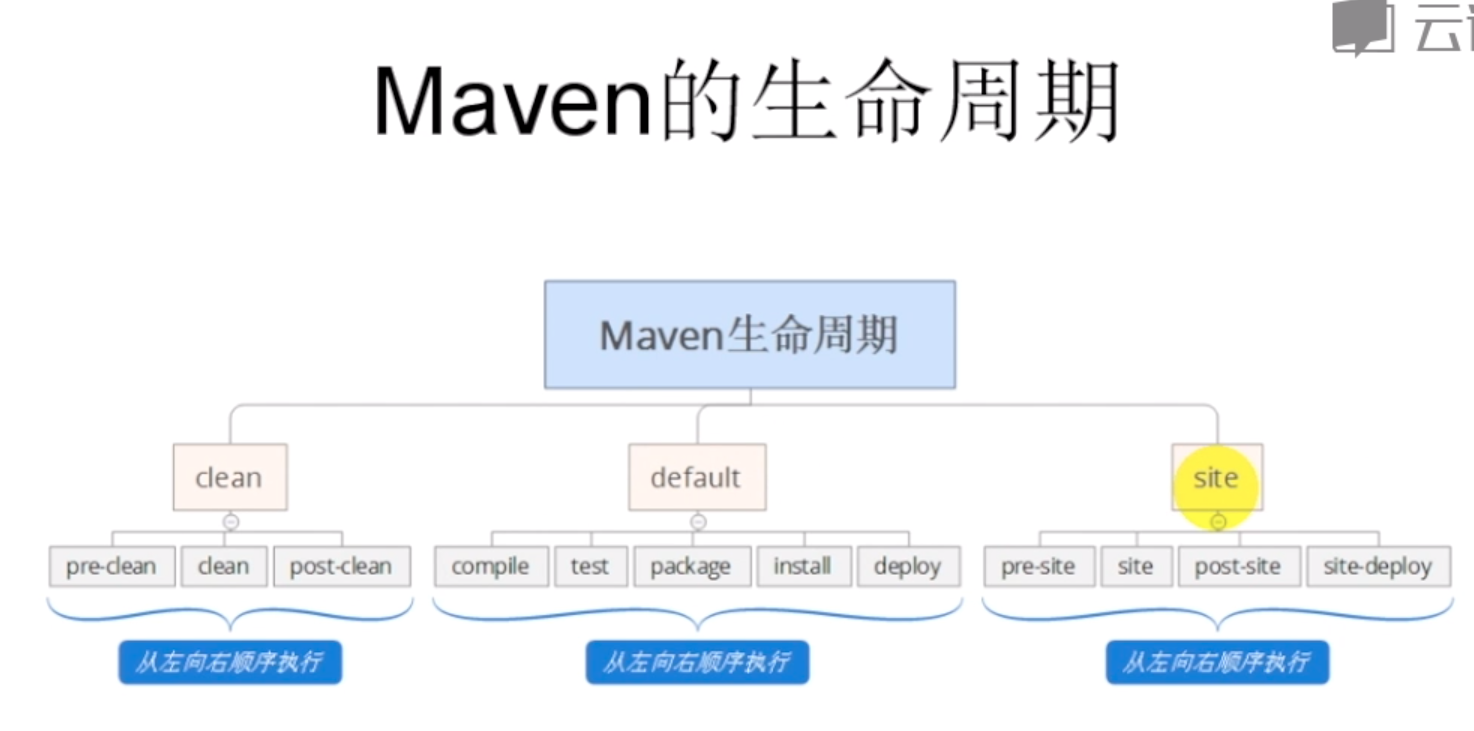 云
Maven的生命周期
Maven生命周期
clean
default
site
pre-clean
clean
post-clean
compile
test
package
install
deploy
pre-site
site
post-site
site-deploy
从左向右顺序执行
从左向右顺序执行
从左向右顺序执行